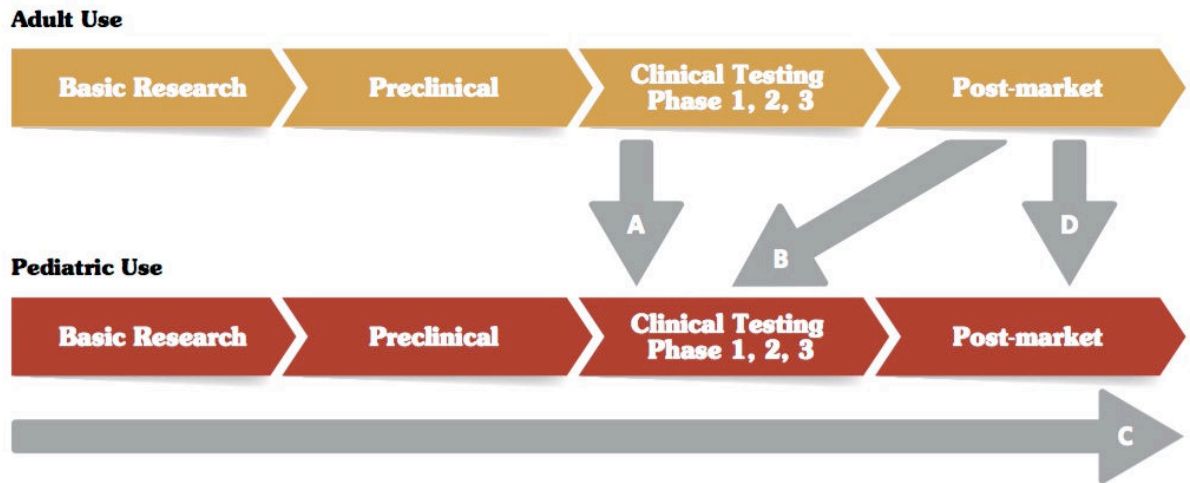 Adult Use
Basic Research
Preclinical
Clinical Testing
Phase 1, 2, 3
Post-market
A
B
D
Pediatric Use
Basic Research
Preclinical
Clinical Testing
Phase 1, 2, 3
Post-market
C